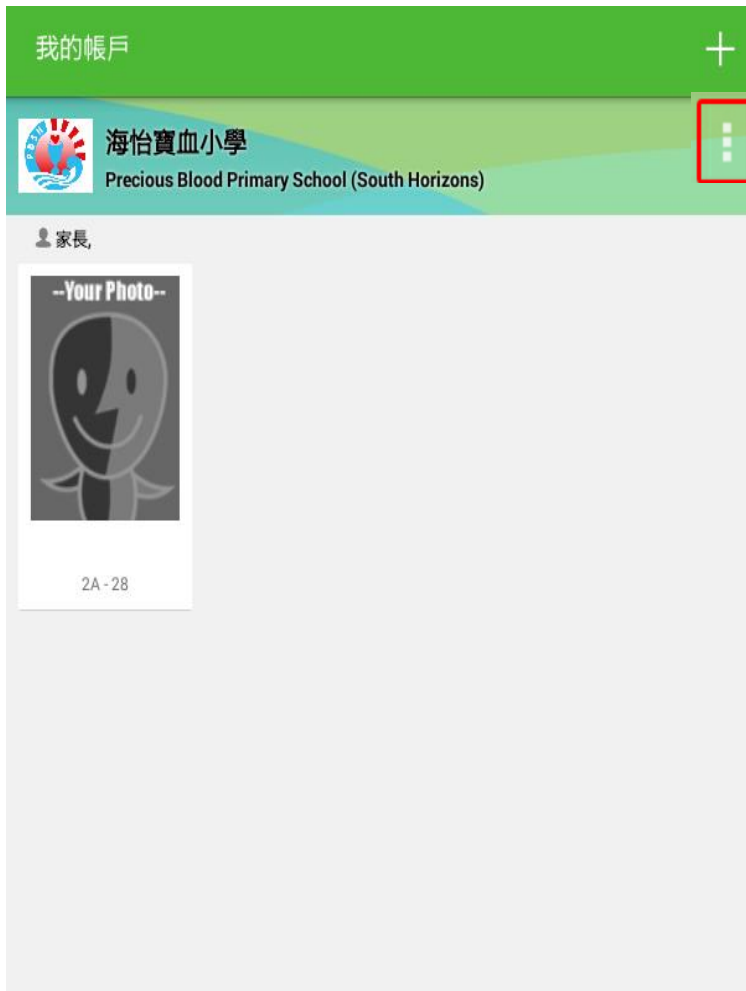 我的帳戶
海怡寶血小學
Precious Blood Primary School (South Horizons)
家長,
--Your Photo--
2A - 28